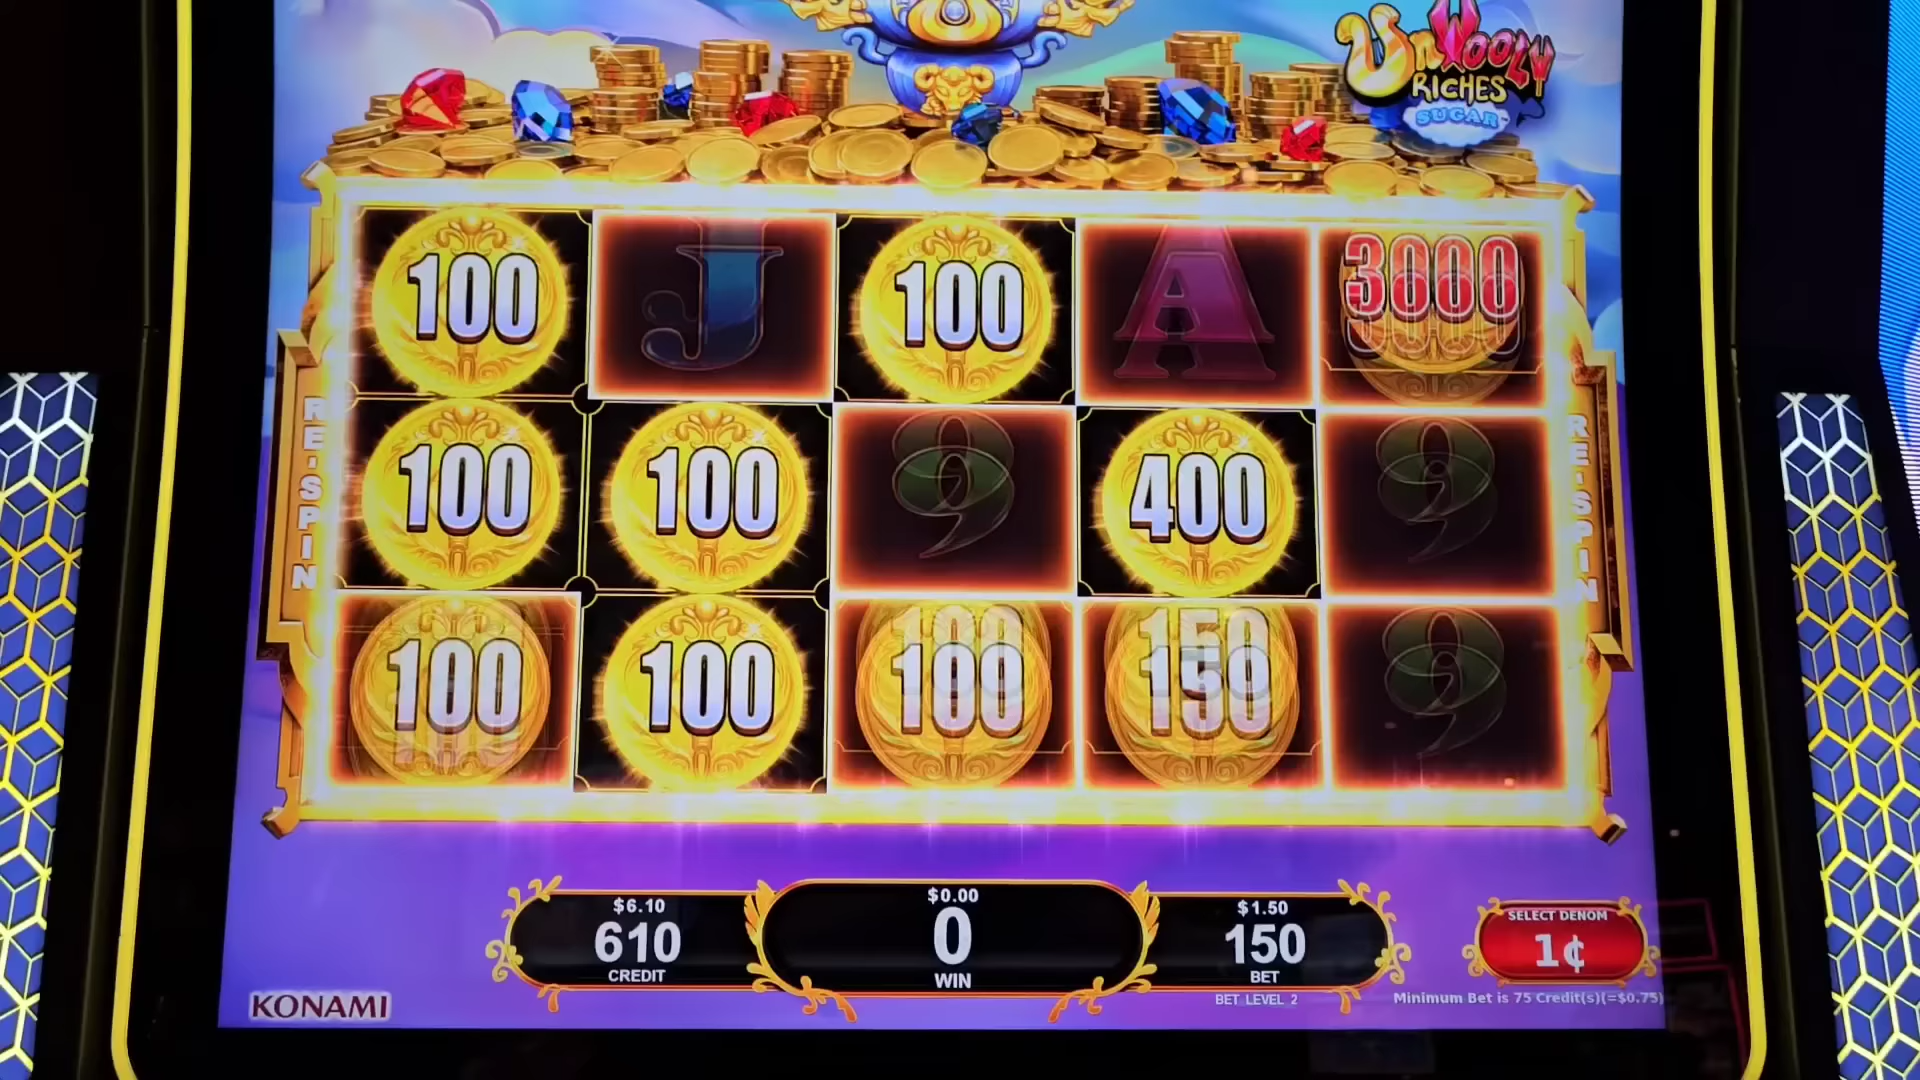 UnWooly
RICHES
SUGAR™
100
J
100
A
3000
RE-SPIN
100
100
9
400
9
RE-SPIN
100
100
100
150
9
$6.10
610
CREDIT
$0.00
0
WIN
$1.50
150
BET
BET LEVEL 2
SELECT DENOM
1¢
Minimum Bet is 75 Credit(s)(=$0.75)
KONAMI